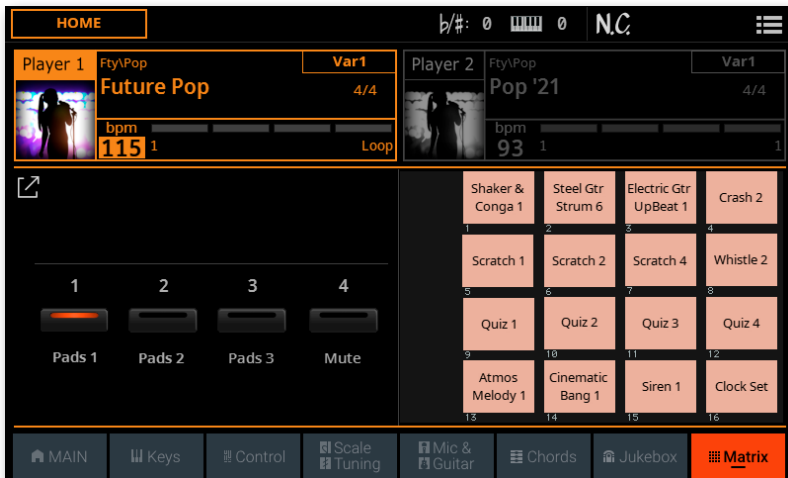 HOME
♭/#: 0
0
N.C.
Player 1
Fty\Pop
Var1
Future Pop
4/4
bpm
115
1
Loop
Player 2
Fty\Pop
Var1
Pop '21
4/4
bpm
93
1
1
Shaker &
Conga 1
1
Steel Gtr
Strum 6
2
Electric Gtr
UpBeat 1
3
Crash 2
4
Scratch 1
5
Scratch 2
6
Scratch 4
7
Whistle 2
8
Quiz 1
9
Quiz 2
10
Quiz 3
11
Quiz 4
12
Atmos
Melody 1
13
Cinematic
Bang 1
14
Siren 1
15
Clock Set
16
1
2
3
4
Pads 1
Pads 2
Pads 3
Mute
MAIN
Keys
Control
Scale
Tuning
Mic &
Guitar
Chords
Jukebox
Matrix